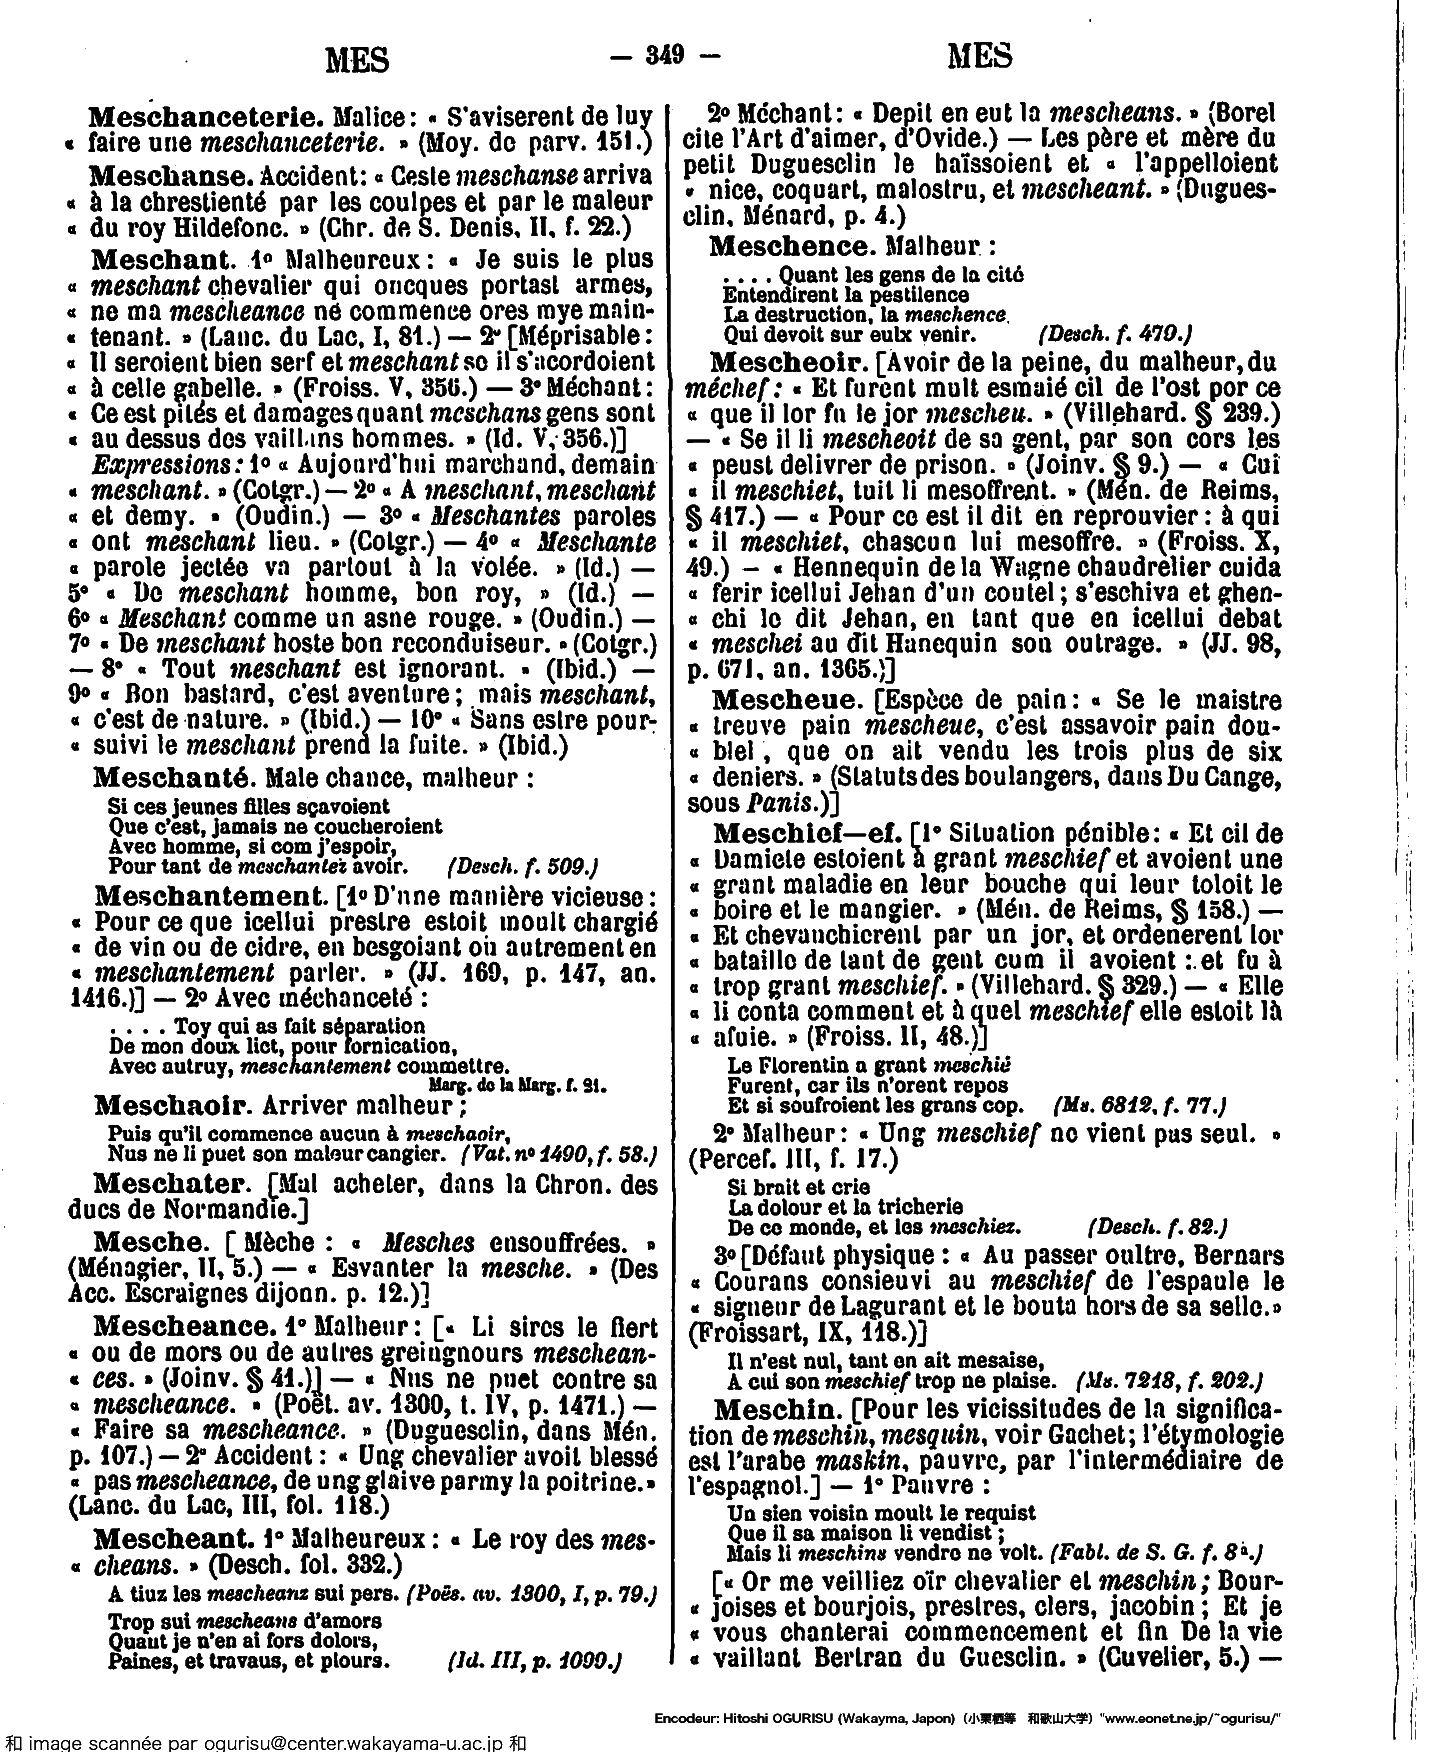 MES — 349 — MES
Meschanceterie. Malice : « S'aviserent de luy
« faire une meschanceterie. » (Moy. de parv. 151.)
Meschanse. Accident : « Ceste meschanse arriva
« à la chrestienté par les coulpes et par le maleur
« du roy Hildefonc. » (Chr. de S. Denis, II, f. 22.)
Meschant. 1º Malheureux : « Je suis le plus
« meschant chevalier qui oncques portast armes,
« ne ma mescheance ne commence ores mye main-
« tenant. » (Lanc. du Lac, I, 81.) — 2º [Méprisable :
« Il seroient bien serf et meschant se il s'acordoient
« à celle gabelle. » (Froiss. V, 356.) — 3º Méchant :
« Ce est pités et damages quant meschans gens sont
« au dessus des vaillans hommes. » (Id. V, 356.)]
Expressions : 1º « Aujourd'hui marchand, demain
« meschant. » (Cotgr.) — 2º « A meschant, meschant
« et demy. » (Oudin.) — 3º « Meschantes paroles
« ont meschant lieu. » (Cotgr.) — 4º « Meschante
« parole jectée va partout à la volée. » (Id.) —
5º « De meschant homme, bon roy, » (Id.) —
6º « Meschant comme un asne rouge. » (Oudin.) —
7º « De meschant hoste bon reconduiseur. » (Cotgr.)
— 8º « Tout meschant est ignorant. » (Ibid.) —
9º « Bon bastard, c'est aventure ; mais meschant,
« c'est de nature. » (Ibid.) — 10º « Sans estre pour-
« suivi le meschant prend la fuite. » (Ibid.)
Meschanté. Male chance, malheur :
Si ces jeunes filles sçavoient
Que c'est, jamais ne coucheroient
Avec homme, si com j'espoir,
Pour tant de meschantez avoir. (Desch. f. 509.)
Meschantement. [1º D'une manière vicieuse :
« Pour ce que icellui prestre estoit moult chargié
« de vin ou de cidre, en besgoiant ou autrement en
« meschantement parler. » (JJ. 169, p. 147, an.
1416.)] — 2º Avec méchanceté :
. . . . Toy qui as fait séparation
De mon doux lict, pour fornication,
Avec autruy, meschantement commettre.
Marg. de la Marg. f. 21.
Meschaoir. Arriver malheur ;
Puis qu'il commence aucun à meschaoir,
Nus ne li puet son maleur cangier. (Vat. nº 1490, f. 58.)
Meschater. [Mal acheter, dans la Chron. des
ducs de Normandie.]
Mesche. [Mèche : « Mesches ensouffrées. »
(Ménagier, II, 5.) — « Esvanter la mesche. » (Des
Acc. Escraignes dijonn. p. 12.)]
Mescheance. 1º Malheur : [« Li sires le fiert
« ou de mors ou de autres greingnours meschean-
« ces. » (Joinv. § 41.)] — « Nus ne puet contre sa
« mescheance. » (Poët. av. 1300, t. IV, p. 1471.) —
« Faire sa mescheance. » (Duguesclin, dans Mén.
p. 107.) — 2º Accident : « Ung chevalier avoit blessé
« pas mescheance, de ung glaive parmy la poitrine. »
(Lanc. du Lac, III, fol. 118.)
Mescheant. 1º Malheureux : « Le roy des mes-
« cheans. » (Desch. fol. 332.)
A tiuz les mescheanz sui pers. (Poës. av. 1300, I, p. 79.)
Trop sui mescheans d'amors
Quant je n'en ai fors dolors,
Paines, et travaus, et plours. (Id. III, p. 1090.)
2º Méchant : « Depit en eut la mescheans. » (Borel
cite l'Art d'aimer, d'Ovide.) — Les père et mère du
petit Duguesclin le haïssoient et « l'appelloient
« nice, coquart, malostru, et mescheant. » (Dugues-
clin, Ménard, p. 4.)
Meschence. Malheur :
. . . . Quant les gens de la cité
Entendirent la pestilence
La destruction, la meschence,
Qui devoit sur eulx venir. (Desch. f. 479.)
Mescheoir. [Avoir de la peine, du malheur, du
méchef : « Et furent mult esmaié cil de l'ost por ce
« que il lor fu le jor mescheu. » (Villehard. § 239.)
— « Se il li mescheoit de sa gent, par son cors les
« peust delivrer de prison. » (Joinv. § 9.) — « Cui
« il meschiet, tuit li mesoffrent. » (Mén. de Reims,
§ 417.) — « Pour ce est il dit en reprouvier : à qui
« il meschiet, chascun lui mesoffre. » (Froiss. X,
49.) — « Hennequin de la Wagne chaudrelier cuida
« ferir icellui Jehan d'un coutel ; s'eschiva et ghen-
« chi le dit Jehan, en tant que en icellui debat
« meschei au dit Hanequin son outrage. » (JJ. 98,
p. 671, an. 1365.)]
Mescheue. [Espèce de pain : « Se le maistre
« treuve pain mescheue, c'est assavoir pain dou-
« blel, que on ait vendu les trois plus de six
« deniers. » (Statuts des boulangers, dans Du Cange,
sous Panis.)]
Meschief—ef. [1º Situation pénible : « Et cil de
« Damiete estoient à grant meschief et avoient une
« grant maladie en leur bouche qui leur toloit le
« boire et le mangier. » (Mén. de Reims, § 158.) —
« Et chevauchierent par un jor, et ordenerent lor
« bataille de tant de gent cum il avoient : et fu à
« trop grant meschief. » (Villehard. § 329.) — « Elle
« li conta comment et à quel meschief elle estoit là
« afuie. » (Froiss. II, 48.)]
Le Florentin a grant meschié
Furent, car ils n'orent repos
Et si soufroient les grans cop. (Ms. 6812, f. 77.)
2º Malheur : « Ung meschief ne vient pas seul. »
(Percef. III, f. 17.)
Si brait et crie
La dolour et la tricherie
De ce monde, et les meschiez. (Desch. f. 82.)
3º [Défaut physique : « Au passer oultre, Bernars
« Courans consieuvi au meschief de l'espaule le
« signeur de Lagurant et le bouta hors de sa selle. »
(Froissart, IX, 118.)]
Il n'est nul, tant en ait mesaise,
A cui son meschief trop ne plaise. (Ms. 7218, f. 202.)
Meschin. [Pour les vicissitudes de la significa-
tion de meschin, mesquin, voir Gachet ; l'étymologie
est l'arabe maskin, pauvre, par l'intermédiaire de
l'espagnol.] — 1º Pauvre :
Un sien voisin moult le requist
Que il sa maison li vendist ;
Mais li meschins vendre ne volt. (Fabl. de S. G. f. 8ª.)
[« Or me veilliez oïr chevalier et meschin ; Bour-
« joises et bourjois, prestres, clers, jacobin ; Et je
« vous chanterai commencement et fin De la vie
« vaillant Bertran du Guesclin. » (Cuvelier, 5.) —
Encodeur: Hitoshi OGURISU (Wakayma, Japon) (小栗栖等 和歌山大学) "www.eonet.ne.jp/~ogurisu/"
和 image scannée par ogurisu@center.wakayama-u.ac.jp 和